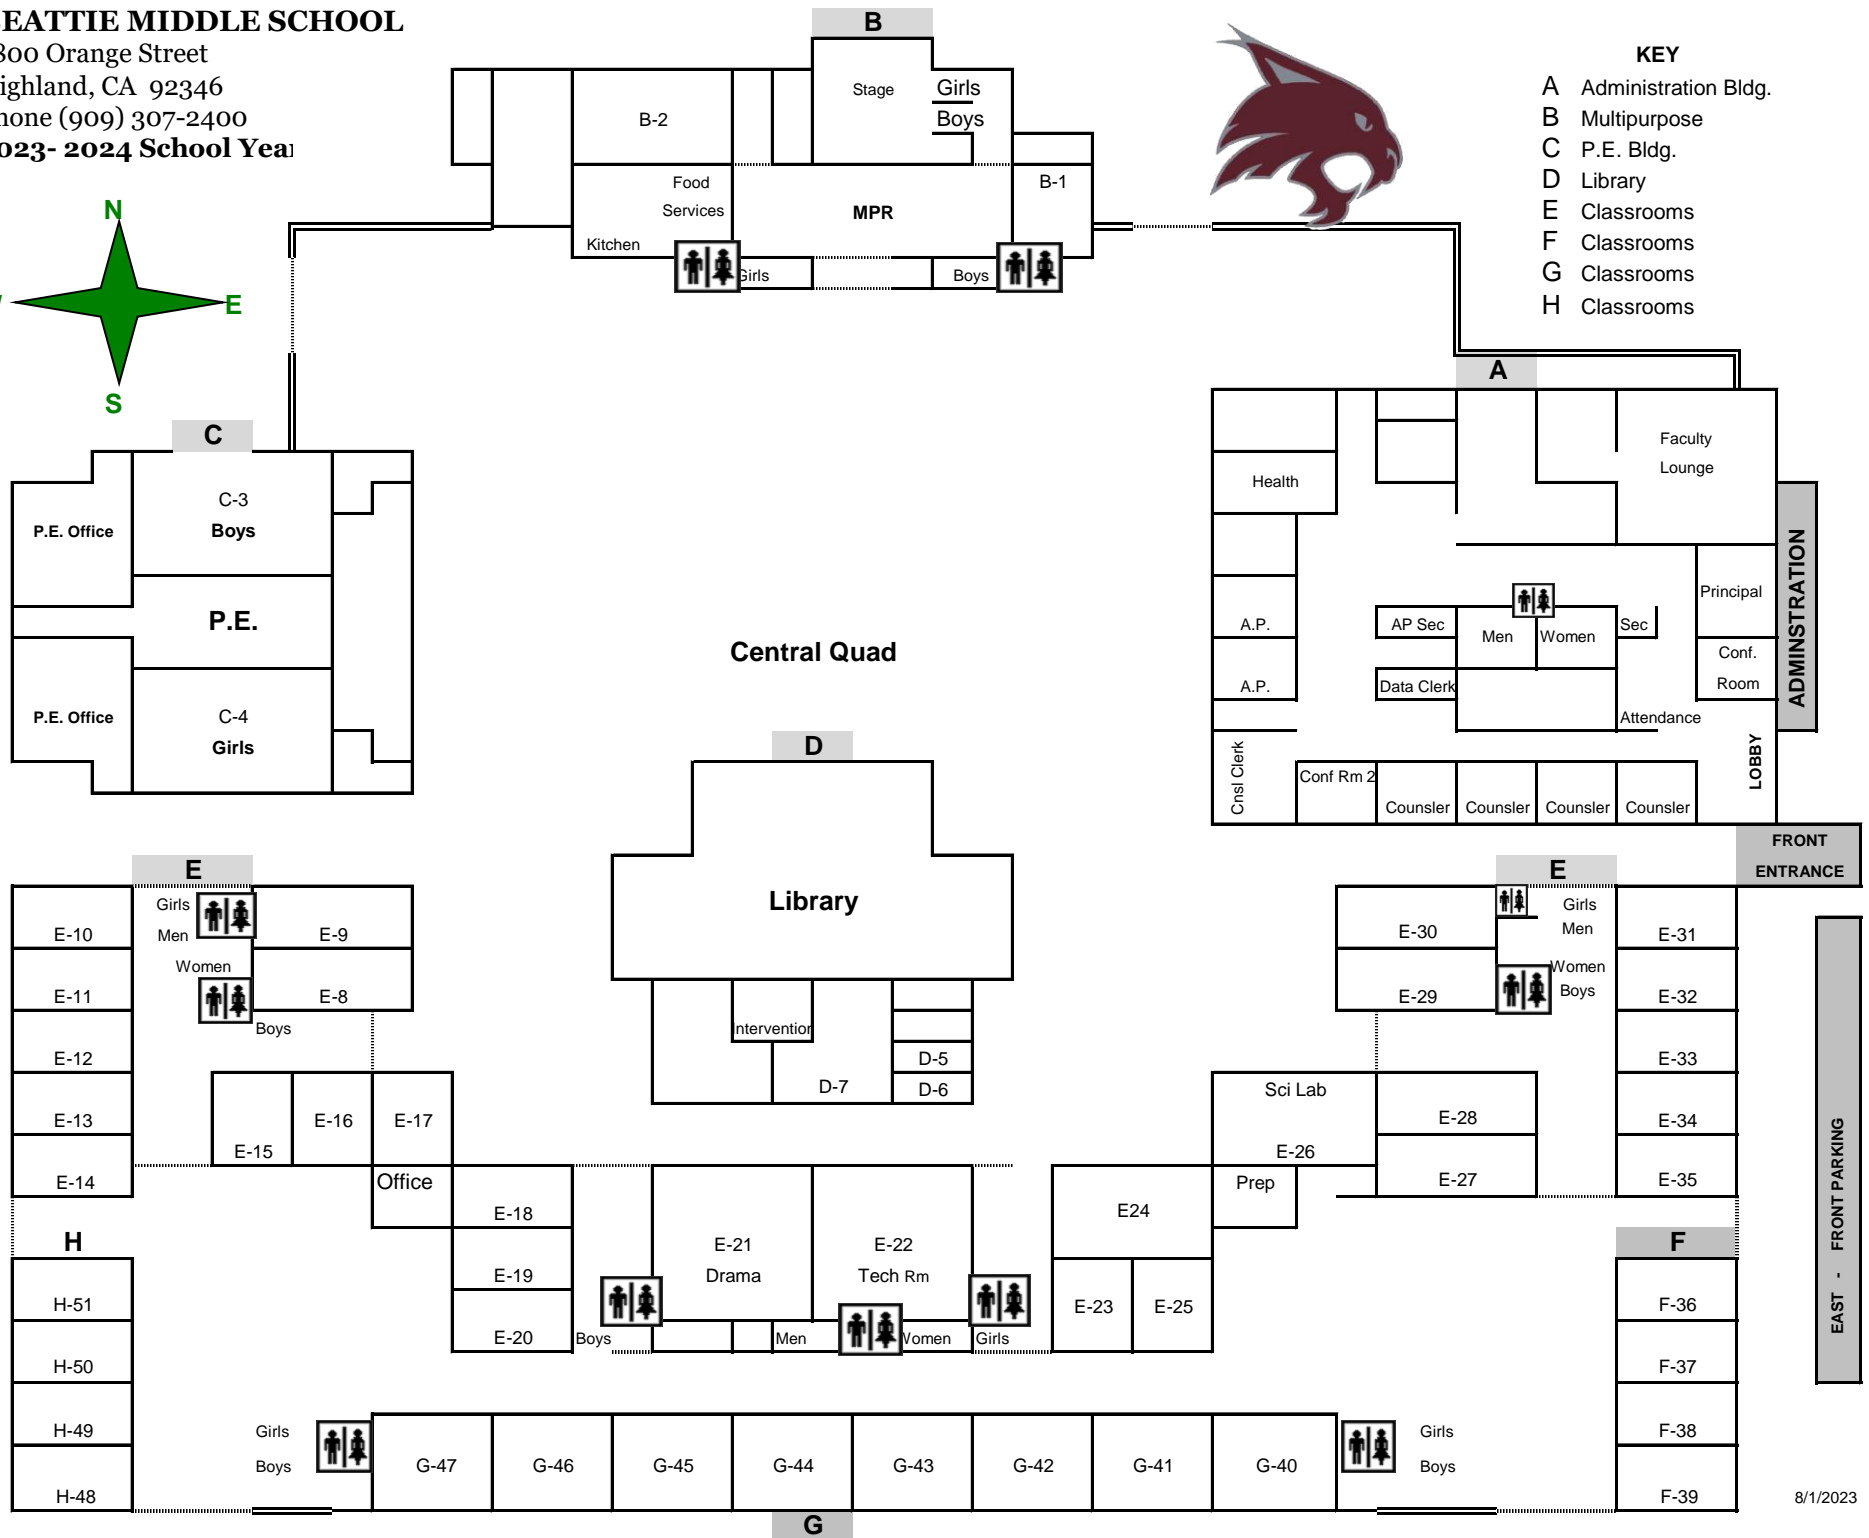 EATTIE MIDDLE SCHOOL
800 Orange Street
ighland, CA 92346
hone (909) 307-2400
023- 2024 School Year
N
E
S
B
Stage
Girls
Boys
B-2
Food
Services
Kitchen
MPR
B-1
Girls
Boys
KEY
A Administration Bldg.
B Multipurpose
C P.E. Bldg.
D Library
E Classrooms
F Classrooms
G Classrooms
H Classrooms
C
C-3
Boys
P.E. Office
P.E.
P.E. Office
C-4
Girls
Central Quad
A
Faculty
Lounge
Health
A.P.
A.P.
AP Sec
Men
Women
Sec
Principal
Conf.
Room
Data Clerk
Attendance
Cnsl Clerk
Conf Rm 2
Counsler
Counsler
Counsler
Counsler
LOBBY
ADMINSTRATION
FRONT
ENTRANCE
D
Library
Intervention
D-5
D-7
D-6
E
Girls
Men
Women
Boys
E-10
E-9
E-11
E-8
E-12
E-13
E-14
E-15
E-16
E-17
Office
E-18
E-19
E-20
Boys
E-21
Drama
E-22
Tech Rm
Men
Women
Girls
E24
E-23
E-25
Prep
Sci Lab
E-26
E-28
E-27
E
E-30
E-29
Girls
Men
Women
Boys
E-31
E-32
E-33
E-34
E-35
F
F-36
F-37
F-38
F-39
EAST - FRONT PARKING
H
H-51
H-50
H-49
H-48
Girls
Boys
G-47
G-46
G-45
G-44
G-43
G-42
G-41
G-40
Girls
Boys
G
8/1/2023